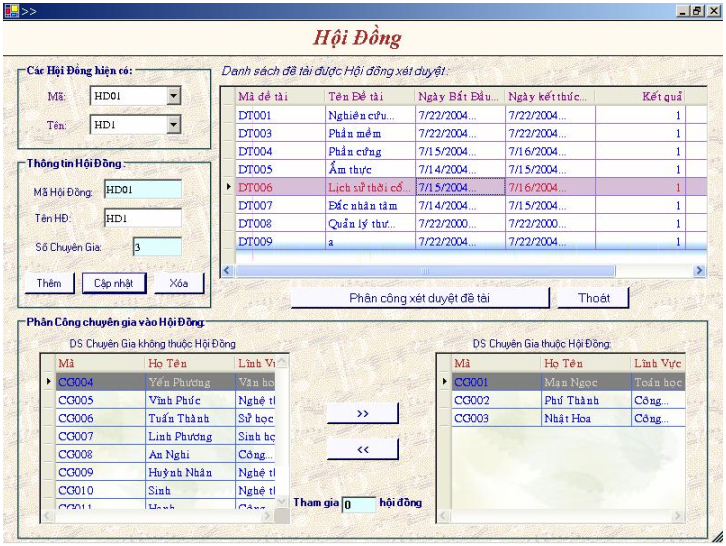 >>
Hội Đồng
Các Hội Đồng hiện có:
Mã: HD01
Tên: HD1
Thông tin Hội Đồng:
Mã Hội Đồng: HD01
Tên HĐ: HD1
Số Chuyên Gia: 3
Thêm Cập nhật Xóa
Danh sách đề tài được Hội đồng xét duyệt:
Mã đề tài Tên Đề tài Ngày Bắt Đầu... Ngày kết thúc... Kết quả
DT001 Nghiên cứu... 7/22/2004... 7/22/2004... 1
DT003 Phần mềm 7/22/2004... 7/22/2004... 1
DT004 Phần cứng 7/15/2004... 7/16/2004... 1
DT005 Ẩm thực 7/14/2004... 7/15/2004... 1
DT006 Lịch sử thời cổ... 7/15/2004... 7/16/2004... 1
DT007 Đắc nhân tâm 7/14/2004... 7/15/2004... 1
DT008 Quản lý thư... 7/22/2000... 7/22/2000... 1
DT009 a 7/22/2004... 7/22/2004... 1
Phân công xét duyệt đề tài Thoát
Phân Công chuyên gia vào Hội Đồng:
DS Chuyên Gia không thuộc Hội Đồng
Mã Họ Tên Lĩnh Vực
CG004 Yến Phương Văn họ
CG005 Vĩnh Phúc Nghệ th
CG006 Tuấn Thành Sử học
CG007 Linh Phương Sinh họ
CG008 An Nghi Công...
CG009 Huỳnh Nhân Nghệ th
CG010 Sinh Nghệ th
CG011 Hạnh Công...
>>
<<
Tham gia 0 hội đồng
DS Chuyên Gia thuộc Hội Đồng:
Mã Họ Tên Lĩnh Vực
CG001 Mạn Ngọc Toán học
CG002 Phú Thành Công...
CG003 Nhật Hoa Công...